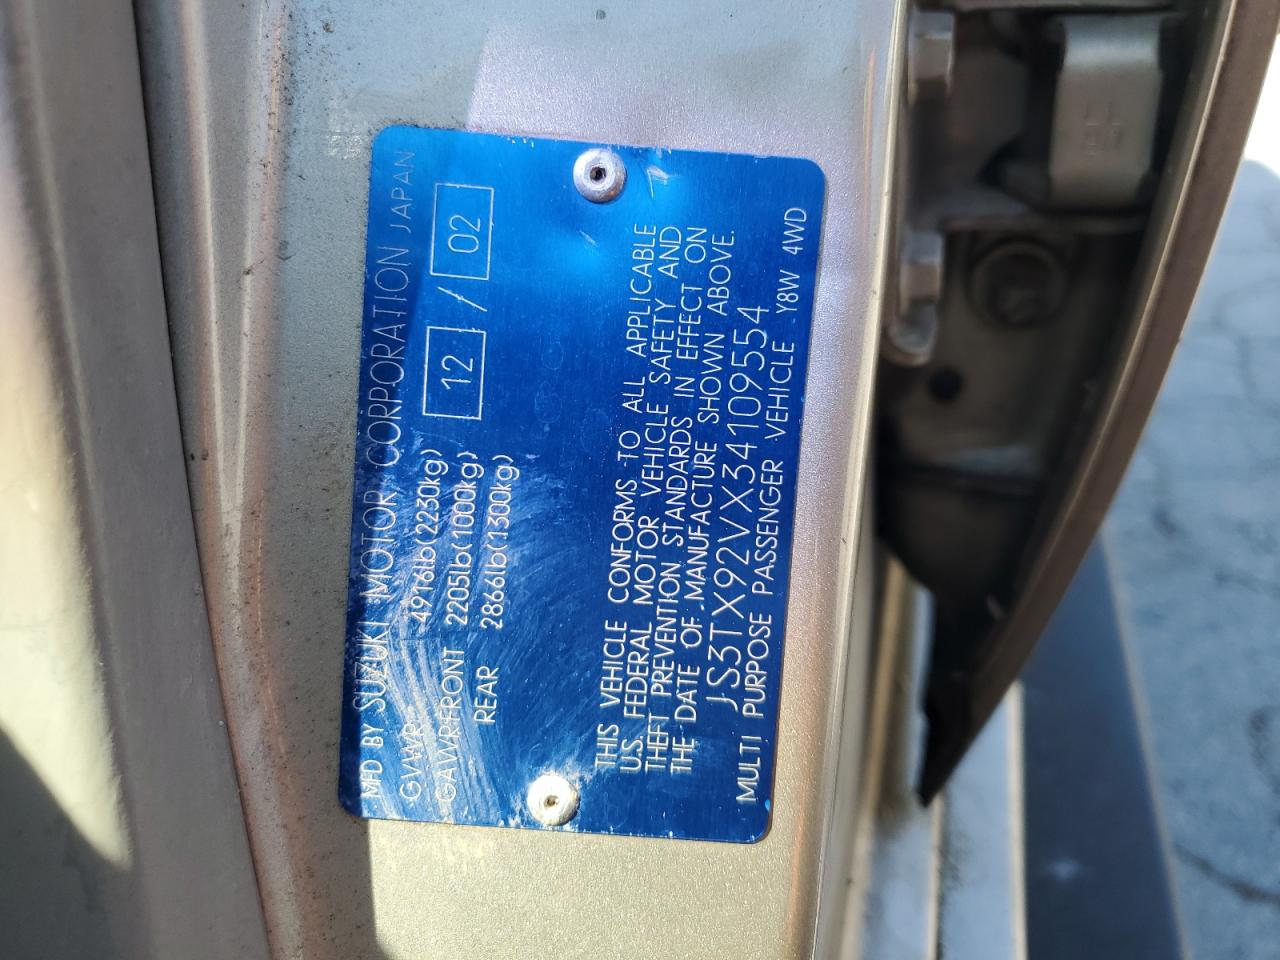 MFD BY SUZUKI MOTOR CORPORATION JAPAN
GVWR 4916lb(2230kg) 12 / 02
GAWR-FRONT 2205lb(1000kg)
REAR 2866lb(1300kg)
THIS VEHICLE CONFORMS TO ALL APPLICABLE
U.S. FEDERAL MOTOR VEHICLE SAFETY AND
THEFT PREVENTION STANDARDS IN EFFECT ON
THE DATE OF MANUFACTURE SHOWN ABOVE.
JS3TX92VX34109554
MULTI PURPOSE PASSENGER VEHICLE Y8W 4WD